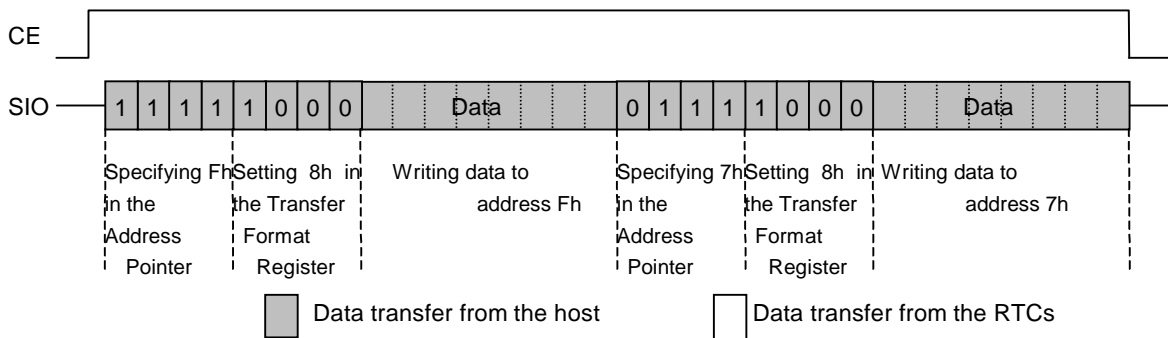 CE
SIO 1 1 1 1 1 0 0 0 Data 0 1 1 1 1 0 0 0 Data
Specifying Fh Setting 8h in Writing data to Specifying 7h Setting 8h in Writing data to
in the the Transfer address Fh in the the Transfer address 7h
Address Format Address Format
Pointer Register Pointer Register
Data transfer from the host Data transfer from the RTCs